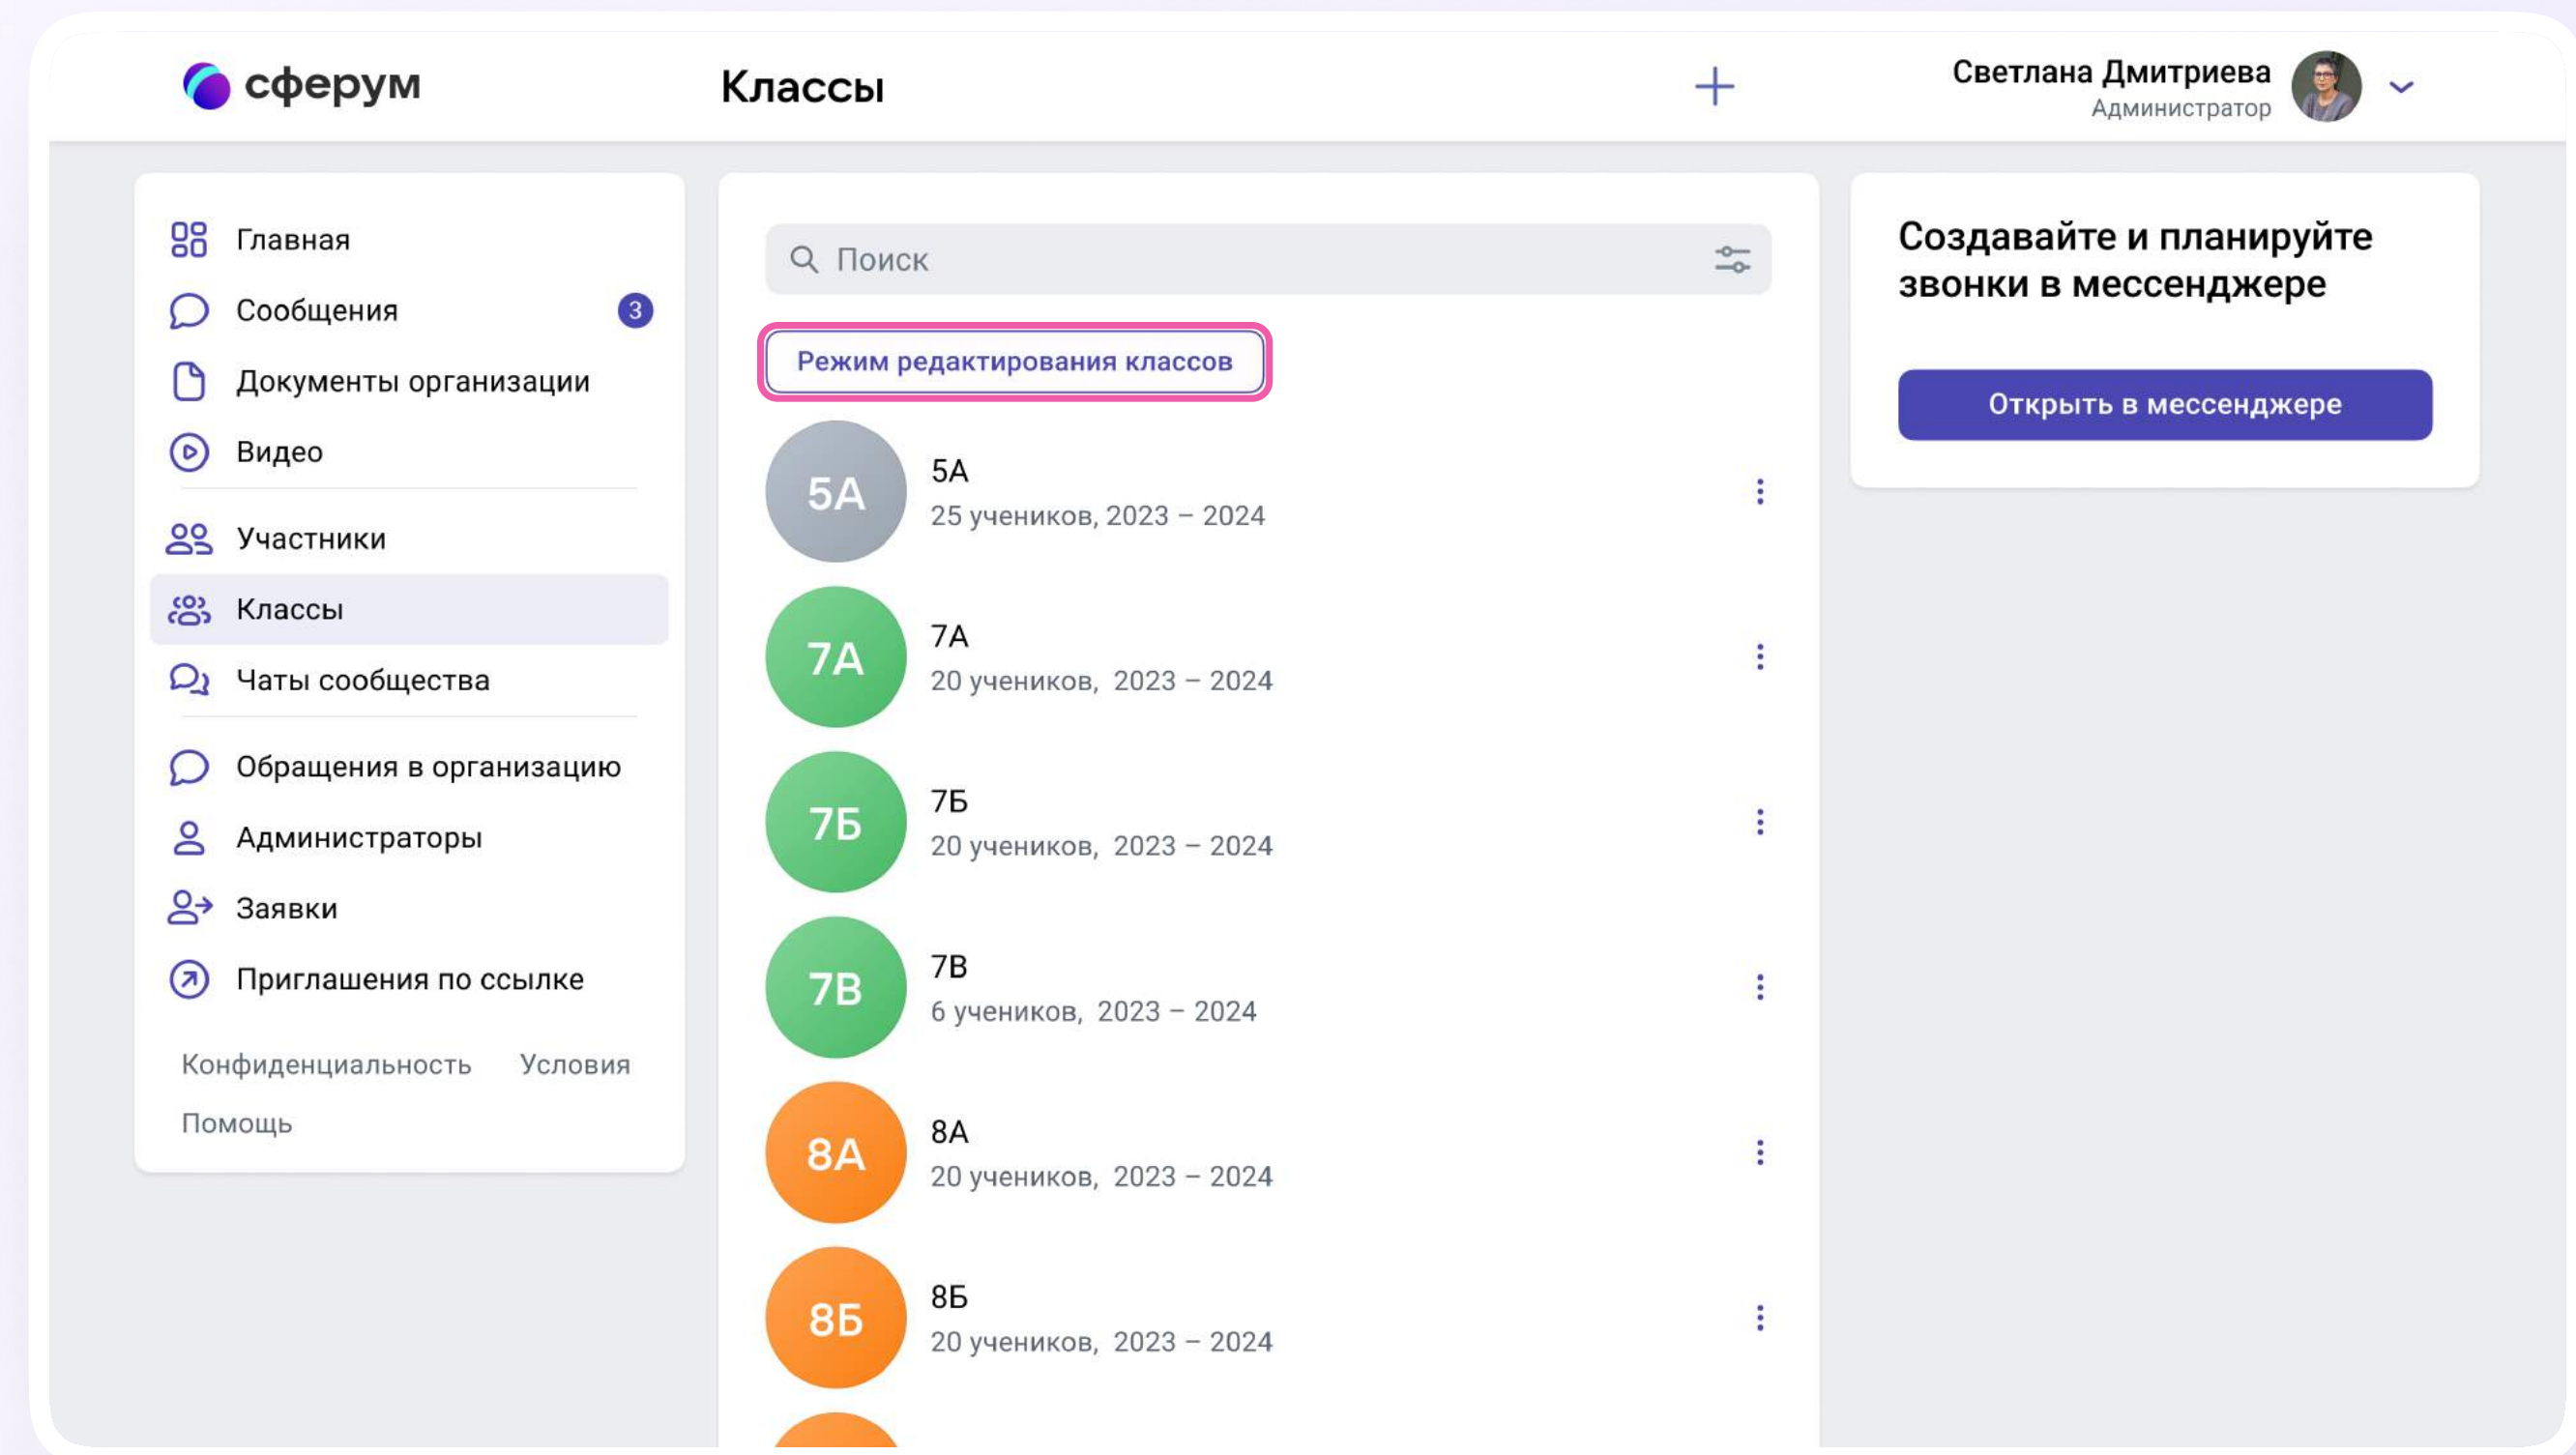 сферум
Классы
Светлана Дмитриева
Администратор
Главная
Сообщения
3
Документы организации
Видео
Участники
Классы
Чаты сообщества
Обращения в организацию
Администраторы
Заявки
Приглашения по ссылке
Конфиденциальность Условия
Помощь
Поиск
Режим редактирования классов
5А
5А
25 учеников, 2023 – 2024
7А
7А
20 учеников, 2023 – 2024
7Б
7Б
20 учеников, 2023 – 2024
7В
7В
6 учеников, 2023 – 2024
8А
8А
20 учеников, 2023 – 2024
8Б
8Б
20 учеников, 2023 – 2024
Создавайте и планируйте
звонки в мессенджере
Открыть в мессенджере